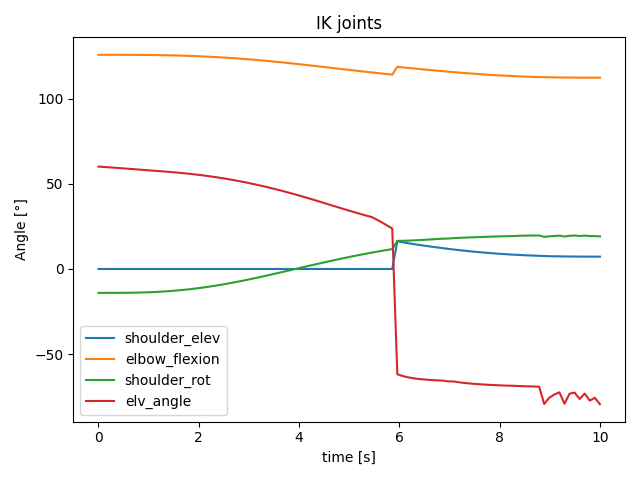 IK joints
Angle [°]
100
50
0
−50
shoulder_elev
elbow_flexion
shoulder_rot
elv_angle
0 2 4 6 8 10
time [s]